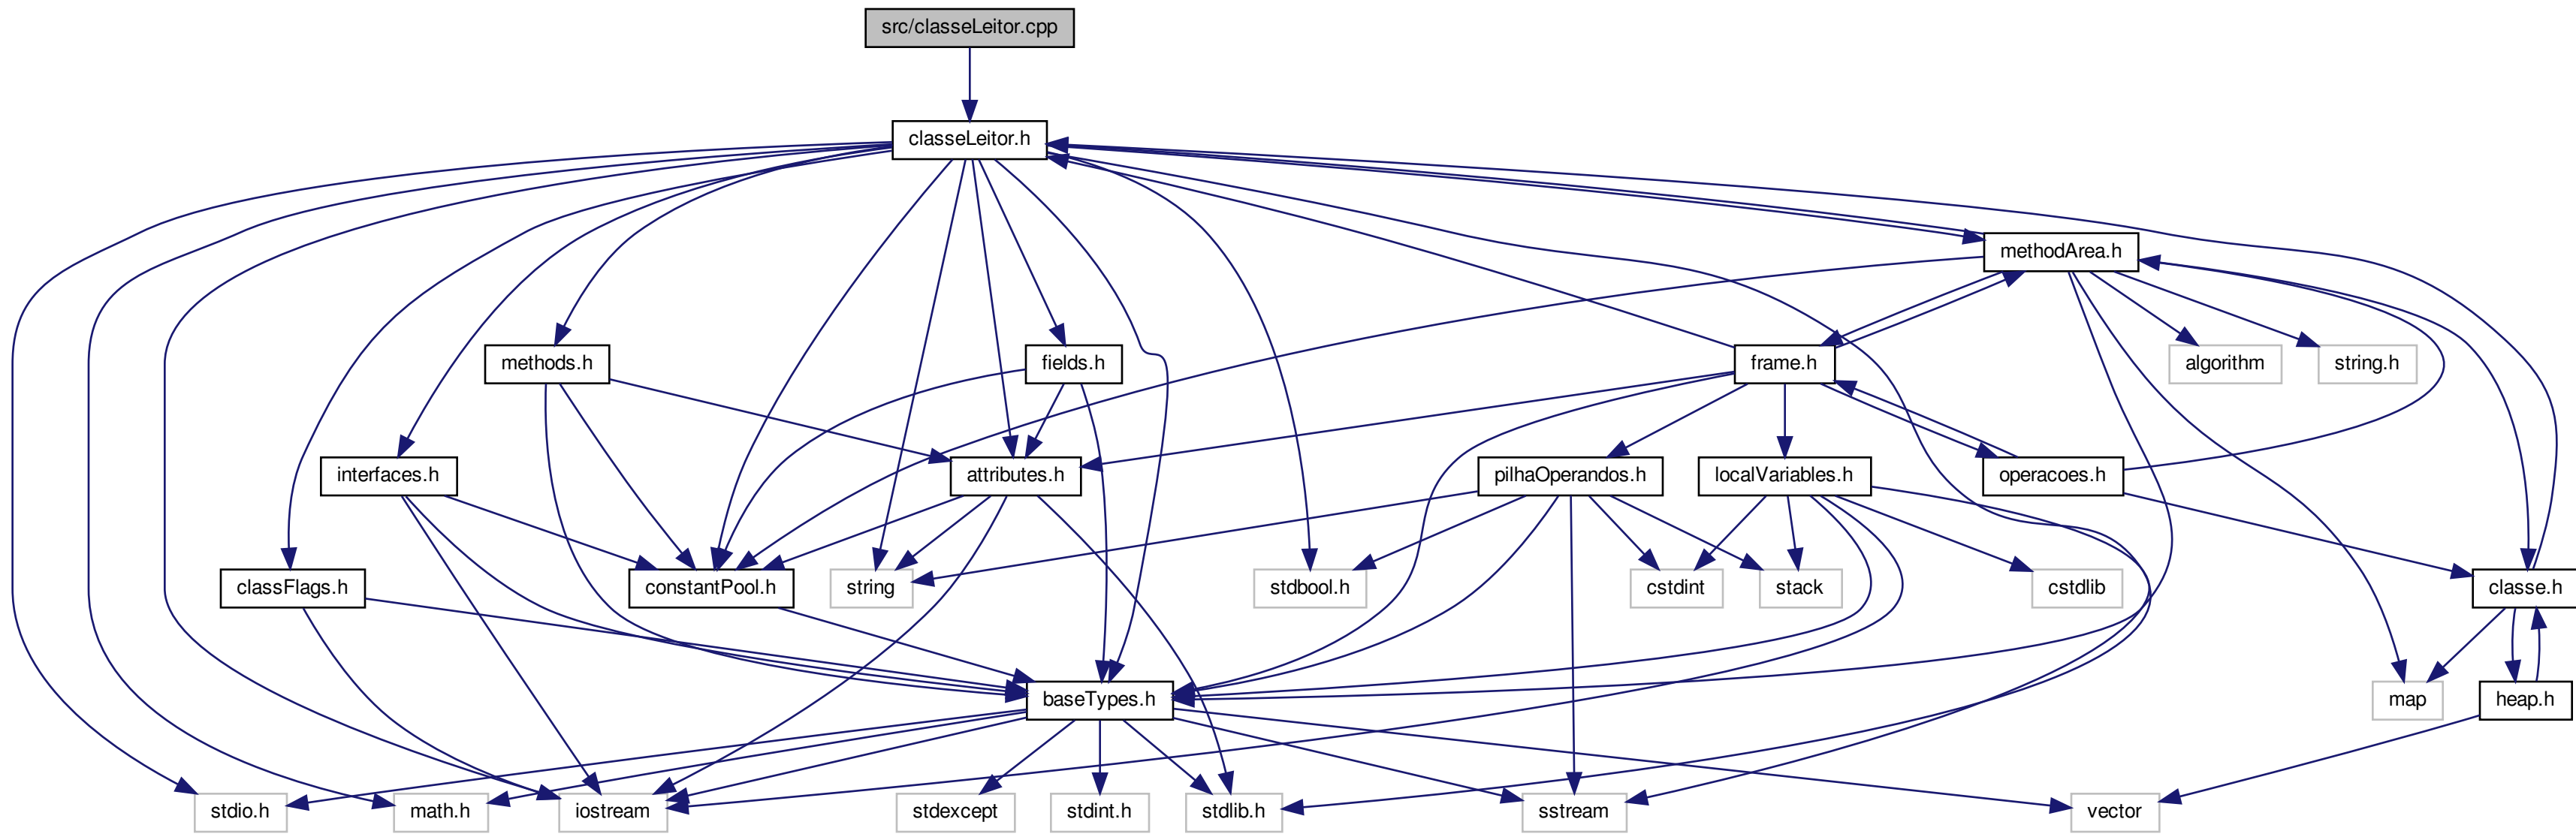 src/classeLeitor.cpp
classeLeitor.h
methodArea.h
methods.h
fields.h
frame.h
algorithm
string.h
interfaces.h
attributes.h
pilhaOperandos.h
localVariables.h
operacoes.h
classFlags.h
constantPool.h
string
stdbool.h
cstdint
stack
cstdlib
classe.h
baseTypes.h
map
heap.h
stdio.h
math.h
iostream
stdexcept
stdint.h
stdlib.h
sstream
vector